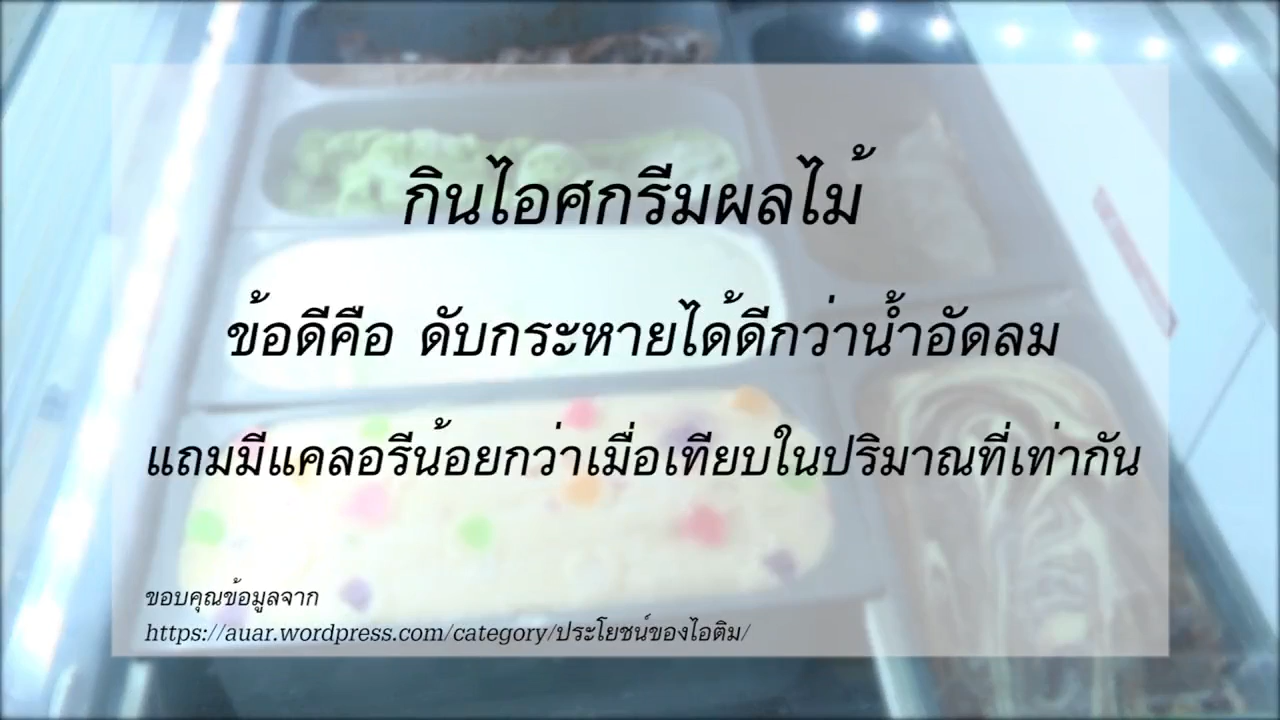 กินไอศกรีมผลไม้
ข้อดีคือ ดับกระหายได้ดีกว่าน้ำอัดลม
แถมมีแคลอรีน้อยกว่าเมื่อเทียบในปริมาณที่เท่ากัน
ขอบคุณข้อมูลจาก
https://auar.wordpress.com/category/ประโยชน์ของไอติม/